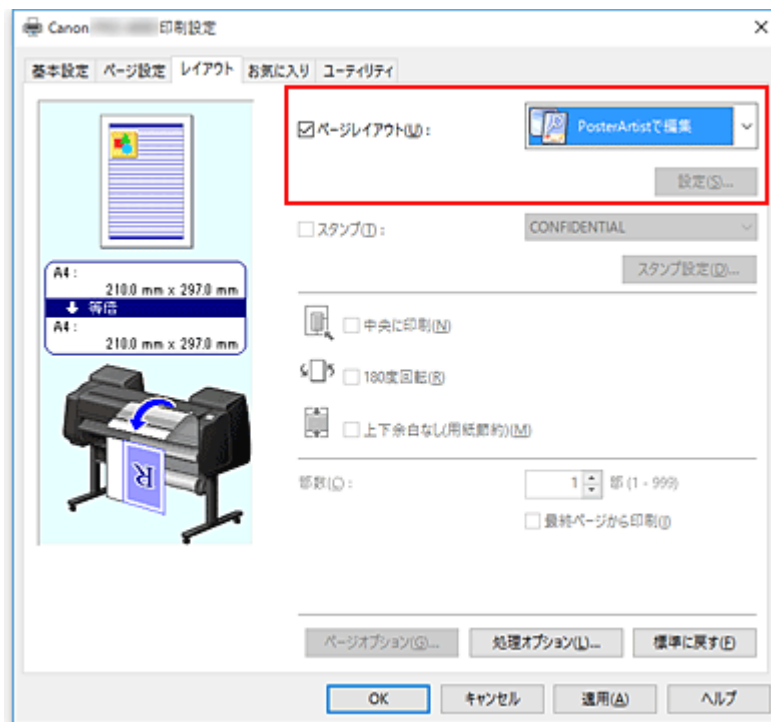 Canon 印刷設定
基本設定 ページ設定 レイアウト お気に入り ユーティリティ
ページレイアウト(U): PosterArtistで編集
設定(S)...
スタンプ(T): CONFIDENTIAL
スタンプ設定(D)...
A4:
210.0 mm x 297.0 mm
等倍
A4:
210.0 mm x 297.0 mm
中央に印刷(N)
180度回転(R)
上下余白なし(用紙節約)(M)
R
部数(C): 1 部 (1 - 999)
最終ページから印刷(I)
ページオプション(G)... 処理オプション(L)... 標準に戻す(F)
OK キャンセル 適用(A) ヘルプ